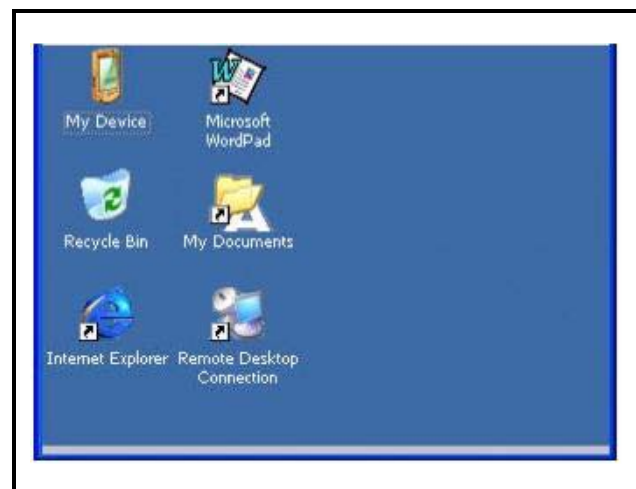 My Device
Microsoft
WordPad
Recycle Bin
My Documents
Internet Explorer
Remote Desktop
Connection